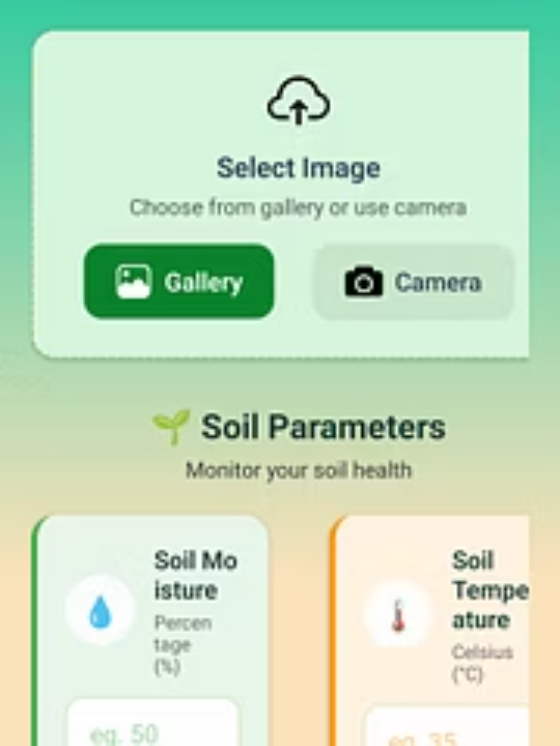 Select Image
Choose from gallery or use camera
Gallery
Camera
Soil Parameters
Monitor your soil health
Soil Mo
isture
Percen
tage
(%)
eg. 50
Soil
Tempe
ature
Celsius
(°C)
eg. 35